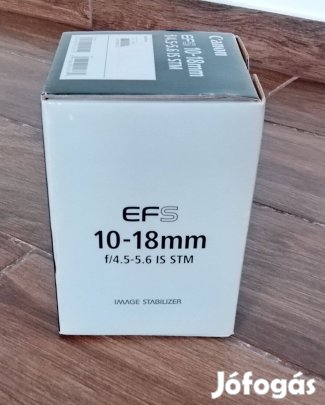 Canon
EFS 10-18mm
f/4.5-5.6 IS STM
EFS
10-18mm
f/4.5-5.6 IS STM
IMAGE STABILIZER
Jófogás